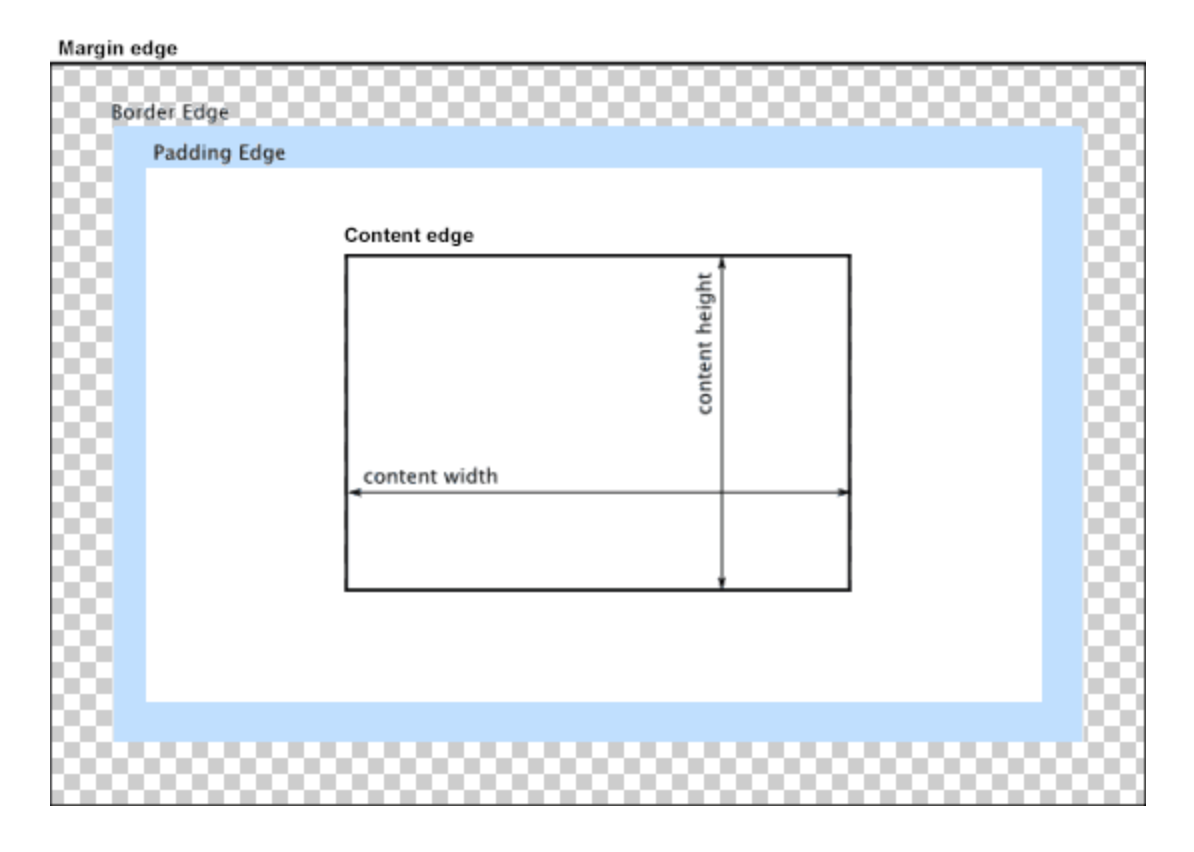 Margin edge
Border Edge
Padding Edge
Content edge
content height
content width